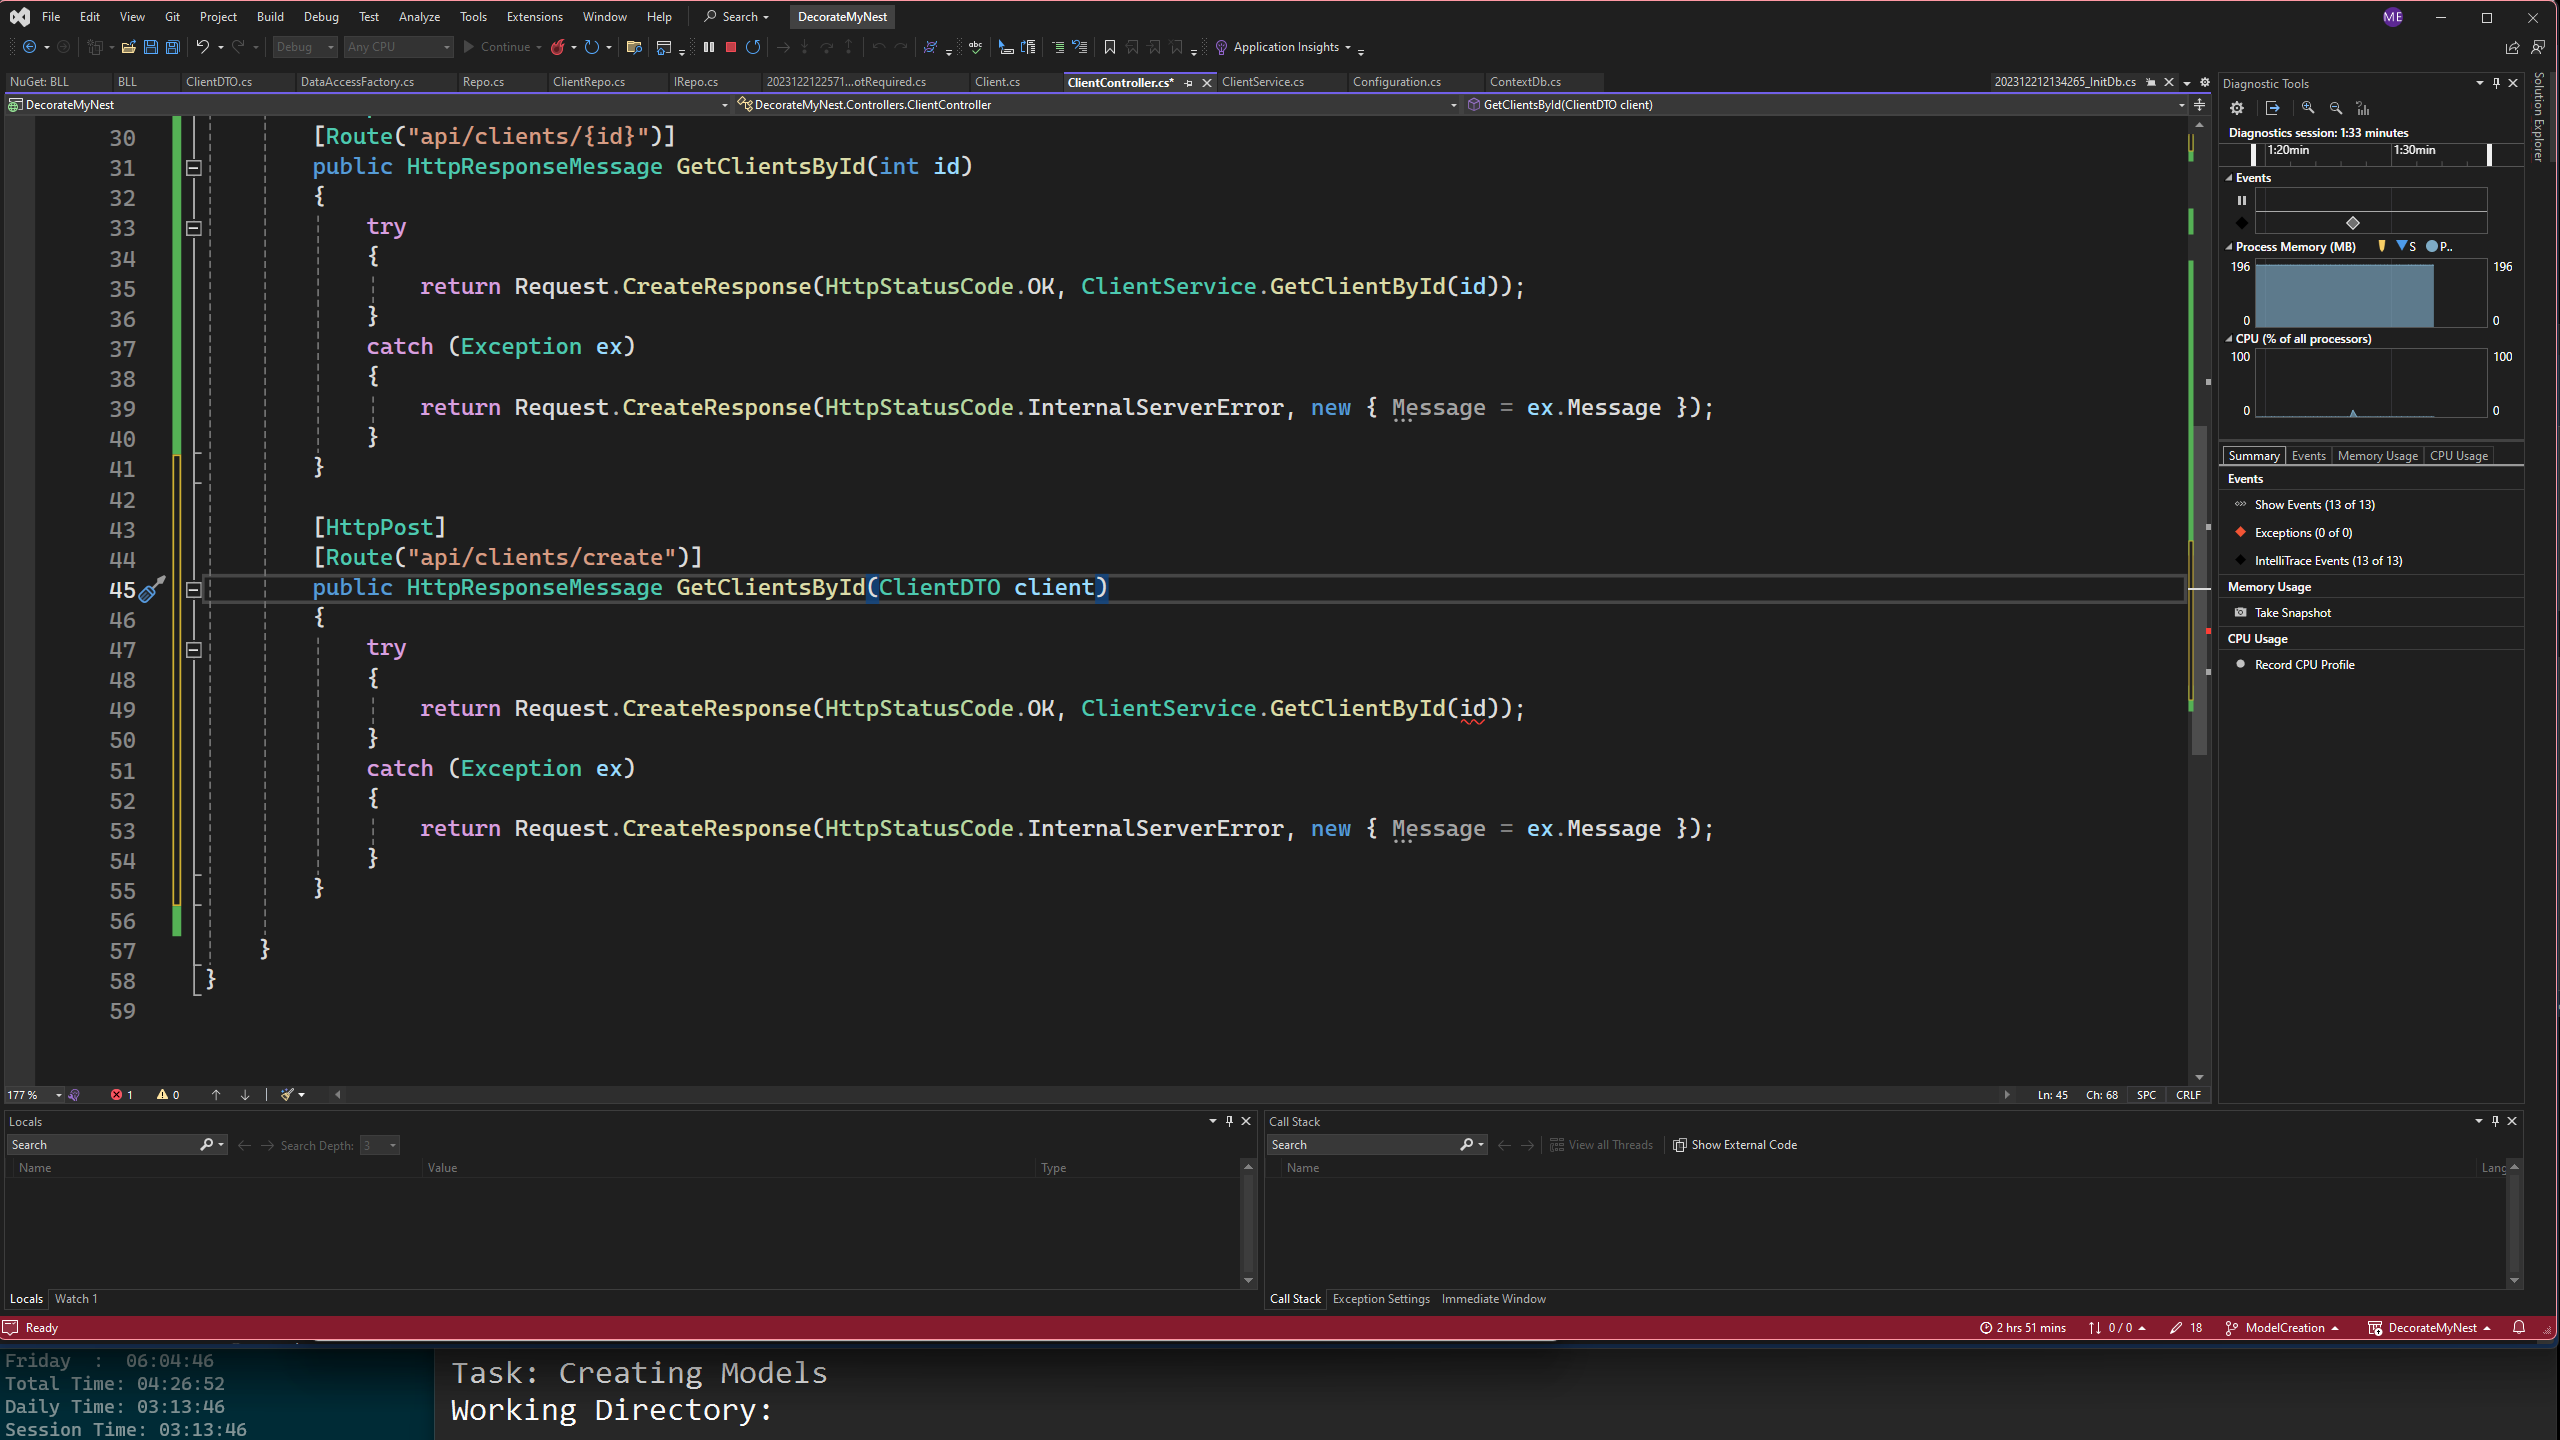 File Edit View Git Project Build Debug Test Analyze Tools Extensions Window Help Search DecorateMyNest ME
Debug Any CPU Continue Application Insights
NuGet: BLL BLL ClientDTO.cs DataAccessFactory.cs Repo.cs ClientRepo.cs IRepo.cs 2023122122571...otRequired.cs Client.cs ClientController.cs* ClientService.cs Configuration.cs ContextDb.cs 202312212134265_InitDb.cs
DecorateMyNest DecorateMyNest.Controllers.ClientController GetClientsById(ClientDTO client)
30 [Route("api/clients/{id}")]
31 public HttpResponseMessage GetClientsById(int id)
32 {
33 try
34 {
35 return Request.CreateResponse(HttpStatusCode.OK, ClientService.GetClientById(id));
36 }
37 catch (Exception ex)
38 {
39 return Request.CreateResponse(HttpStatusCode.InternalServerError, new { Message = ex.Message });
40 }
41 }
42
43 [HttpPost]
44 [Route("api/clients/create")]
45 public HttpResponseMessage GetClientsById(ClientDTO client)
46 {
47 try
48 {
49 return Request.CreateResponse(HttpStatusCode.OK, ClientService.GetClientById(id));
50 }
51 catch (Exception ex)
52 {
53 return Request.CreateResponse(HttpStatusCode.InternalServerError, new { Message = ex.Message });
54 }
55 }
56
57 }
58 }
59
177 % 1 0 Ln: 45 Ch: 68 SPC CRLF
Diagnostic Tools
Diagnostics session: 1:33 minutes
1:20min 1:30min
Events
Process Memory (MB) S P..
196 196
0 0
CPU (% of all processors)
100 100
0 0
Summary Events Memory Usage CPU Usage
Events
Show Events (13 of 13)
Exceptions (0 of 0)
IntelliTrace Events (13 of 13)
Memory Usage
Take Snapshot
CPU Usage
Record CPU Profile
Solution Explorer
Locals
Search Search Depth: 3
Name Value Type
Locals Watch 1
Call Stack
Search View all Threads Show External Code
Name Lang
Call Stack Exception Settings Immediate Window
Ready 2 hrs 51 mins 0 / 0 18 ModelCreation DecorateMyNest
Friday : 06:04:46
Total Time: 04:26:52
Daily Time: 03:13:46
Session Time: 03:13:46
Task: Creating Models
Working Directory: